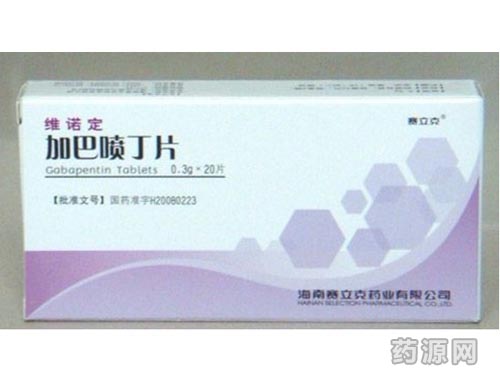 赛立克®
维诺定
加巴喷丁片
Gabapentin Tablets 0.3g×20片
【批准文号】国药准字H20080223
海南赛立克药业有限公司
HAINAN SELECTION PHARMACEUTICAL CO.,LTD.
药源网